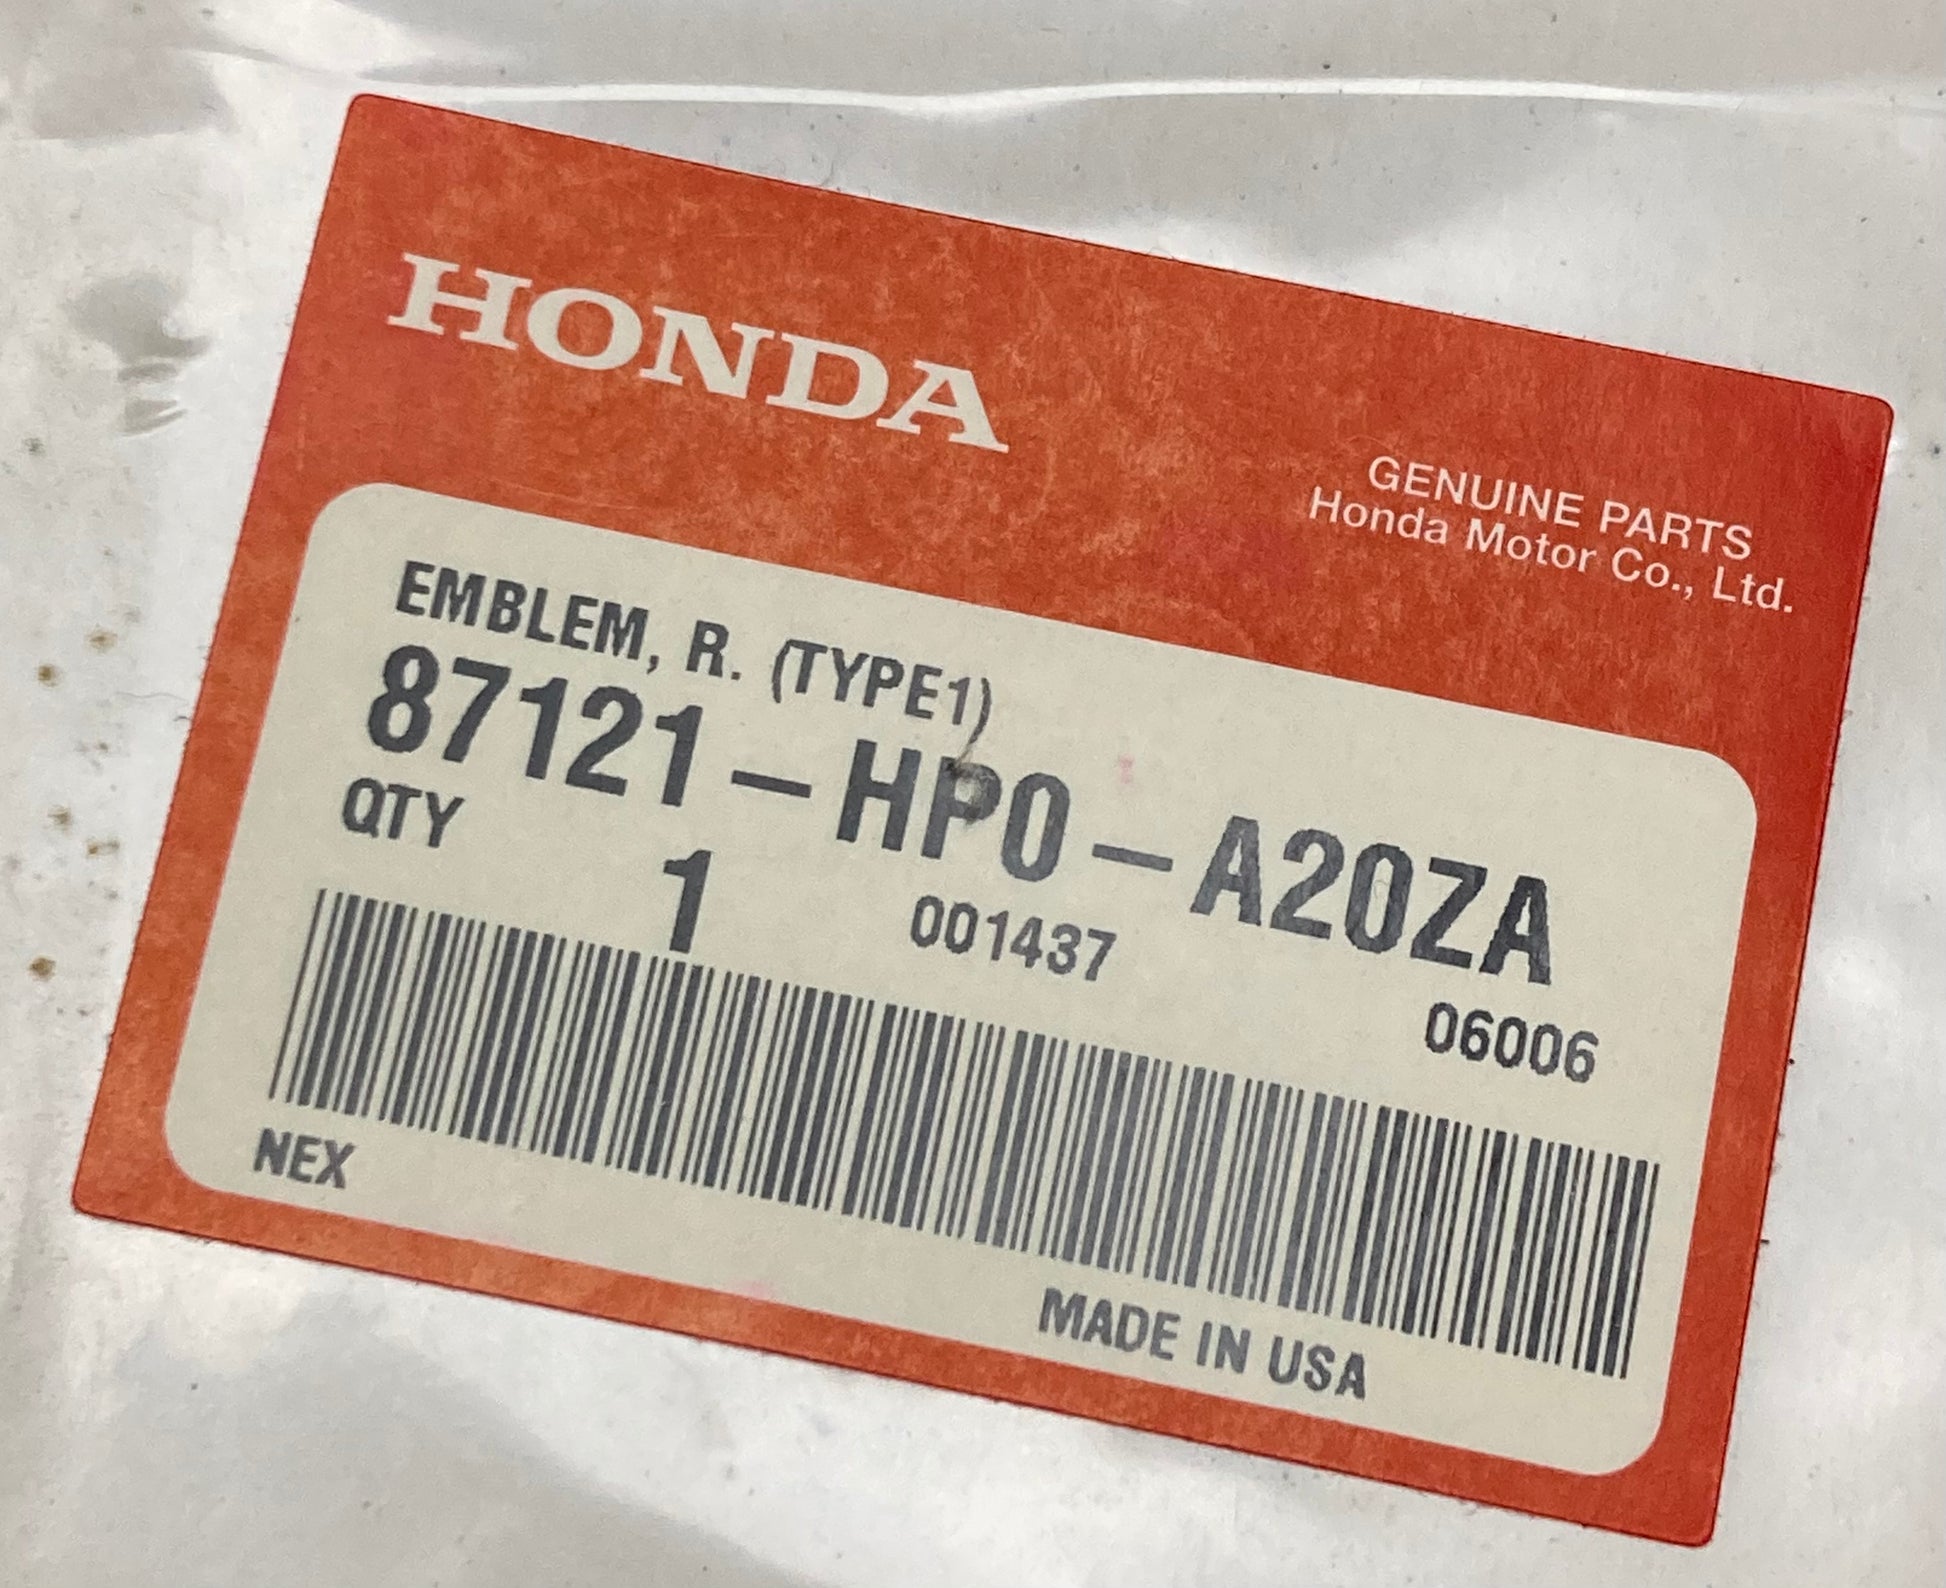 HONDA
GENUINE PARTS
Honda Motor Co., Ltd.
EMBLEM, R. (TYPE1)
87121-HP0-A20ZA
QTY 1 001437
06006
NEX
MADE IN USA